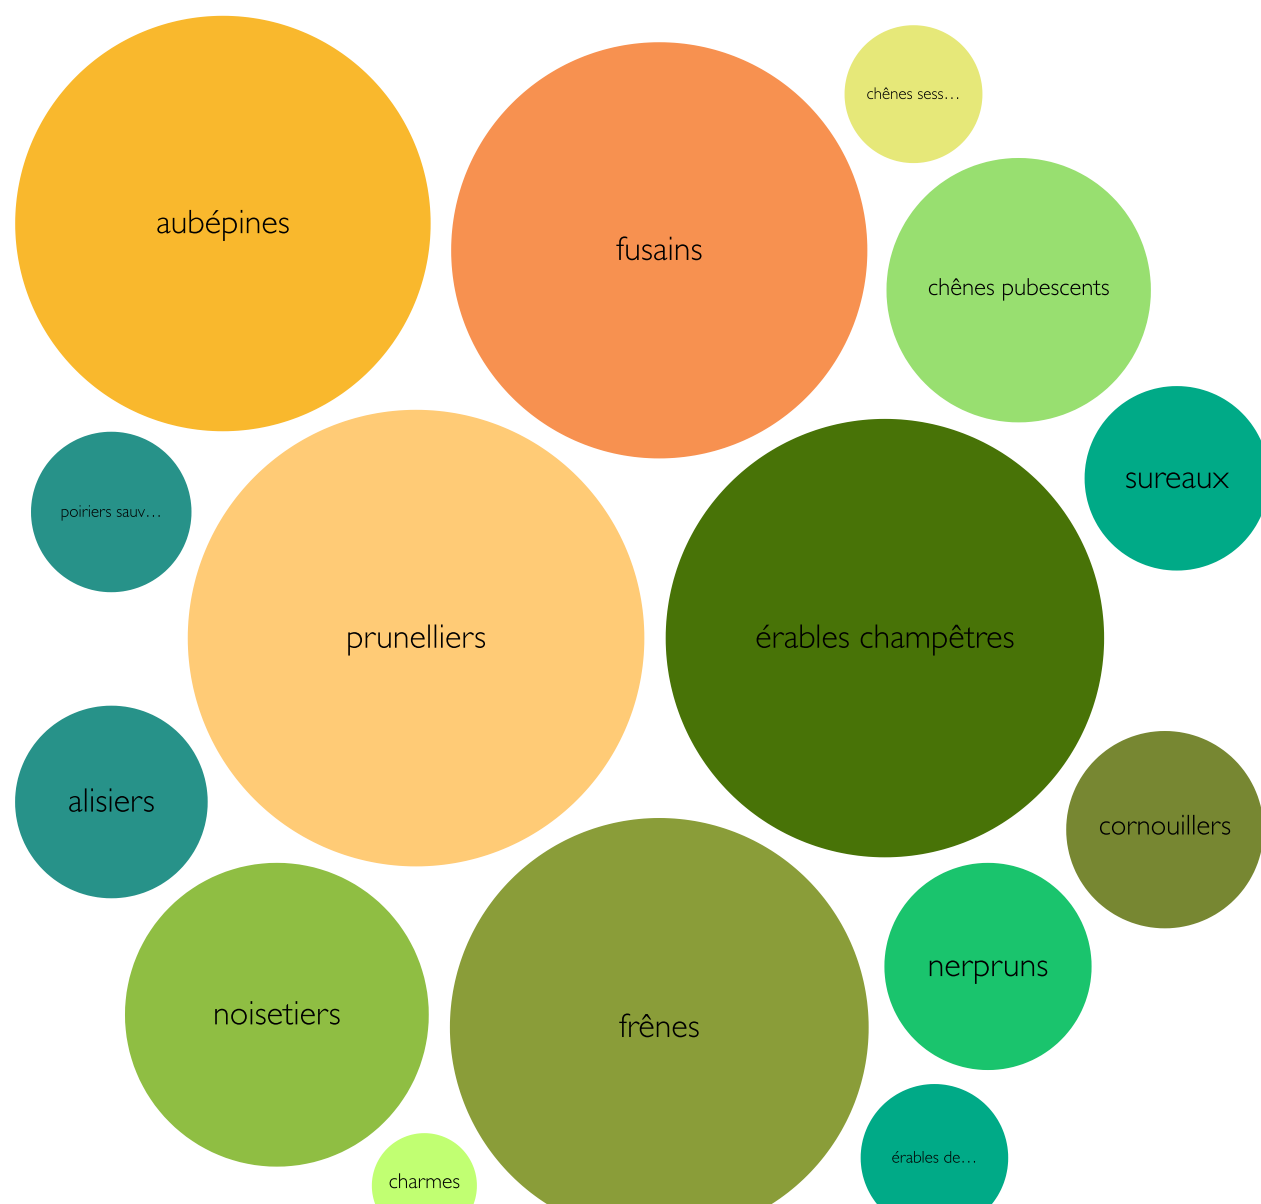 chênes sess…
aubépines
fusains
chênes pubescents
sureaux
poiriers sauv…
prunelliers
érables champêtres
alisiers
cornouillers
nerpruns
noisetiers
frênes
érables de…
charmes